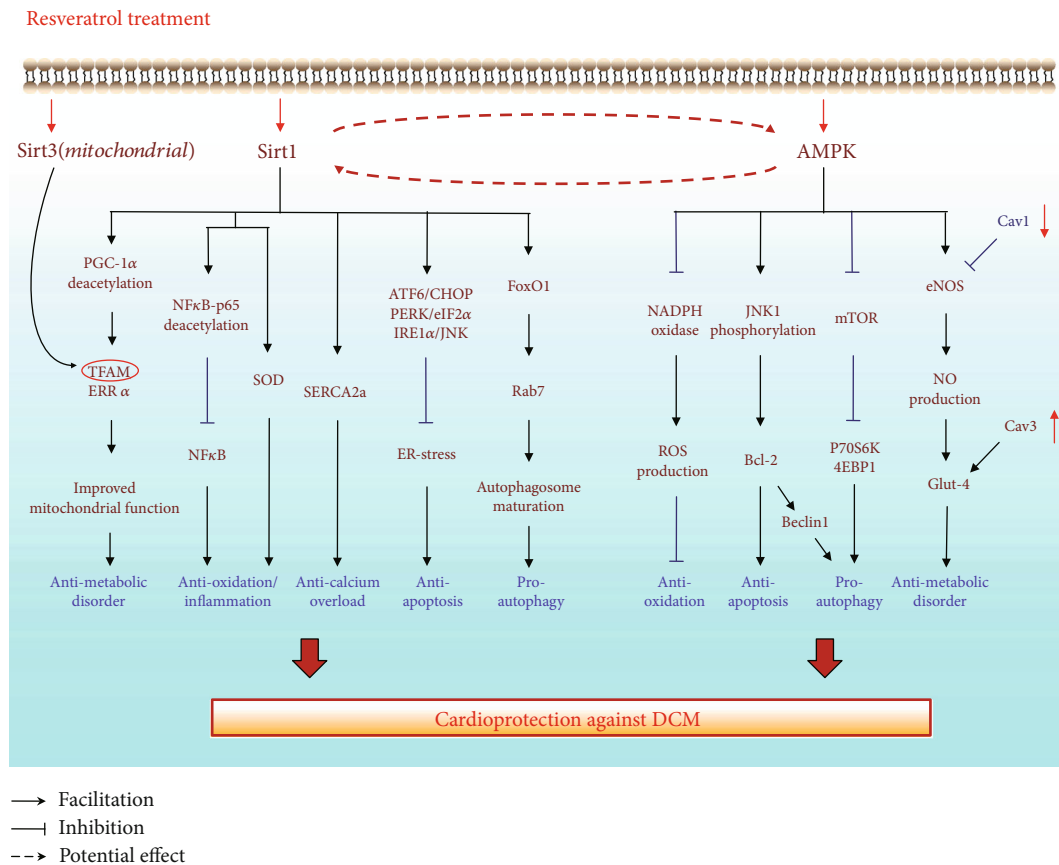 Resveratrol treatment
Sirt3(mitochondrial)
Sirt1
AMPK
PGC-1α
deacetylation
TFAM
ERR α
Improved
mitochondrial function
Anti-metabolic
disorder
NFκB-p65
deacetylation
NFκB
SOD
Anti-oxidation/
inflammation
SERCA2a
Anti-calcium
overload
ATF6/CHOP
PERK/eIF2α
IRE1α/JNK
ER-stress
Anti-
apoptosis
FoxO1
Rab7
Autophagosome
maturation
Pro-
autophagy
NADPH
oxidase
ROS
production
Anti-
oxidation
JNK1
phosphorylation
Bcl-2
Beclin1
Anti-
apoptosis
mTOR
P70S6K
4EBP1
Pro-
autophagy
Cav1
eNOS
NO
production
Cav3
Glut-4
Anti-metabolic
disorder
Cardioprotection against DCM
Facilitation
Inhibition
Potential effect